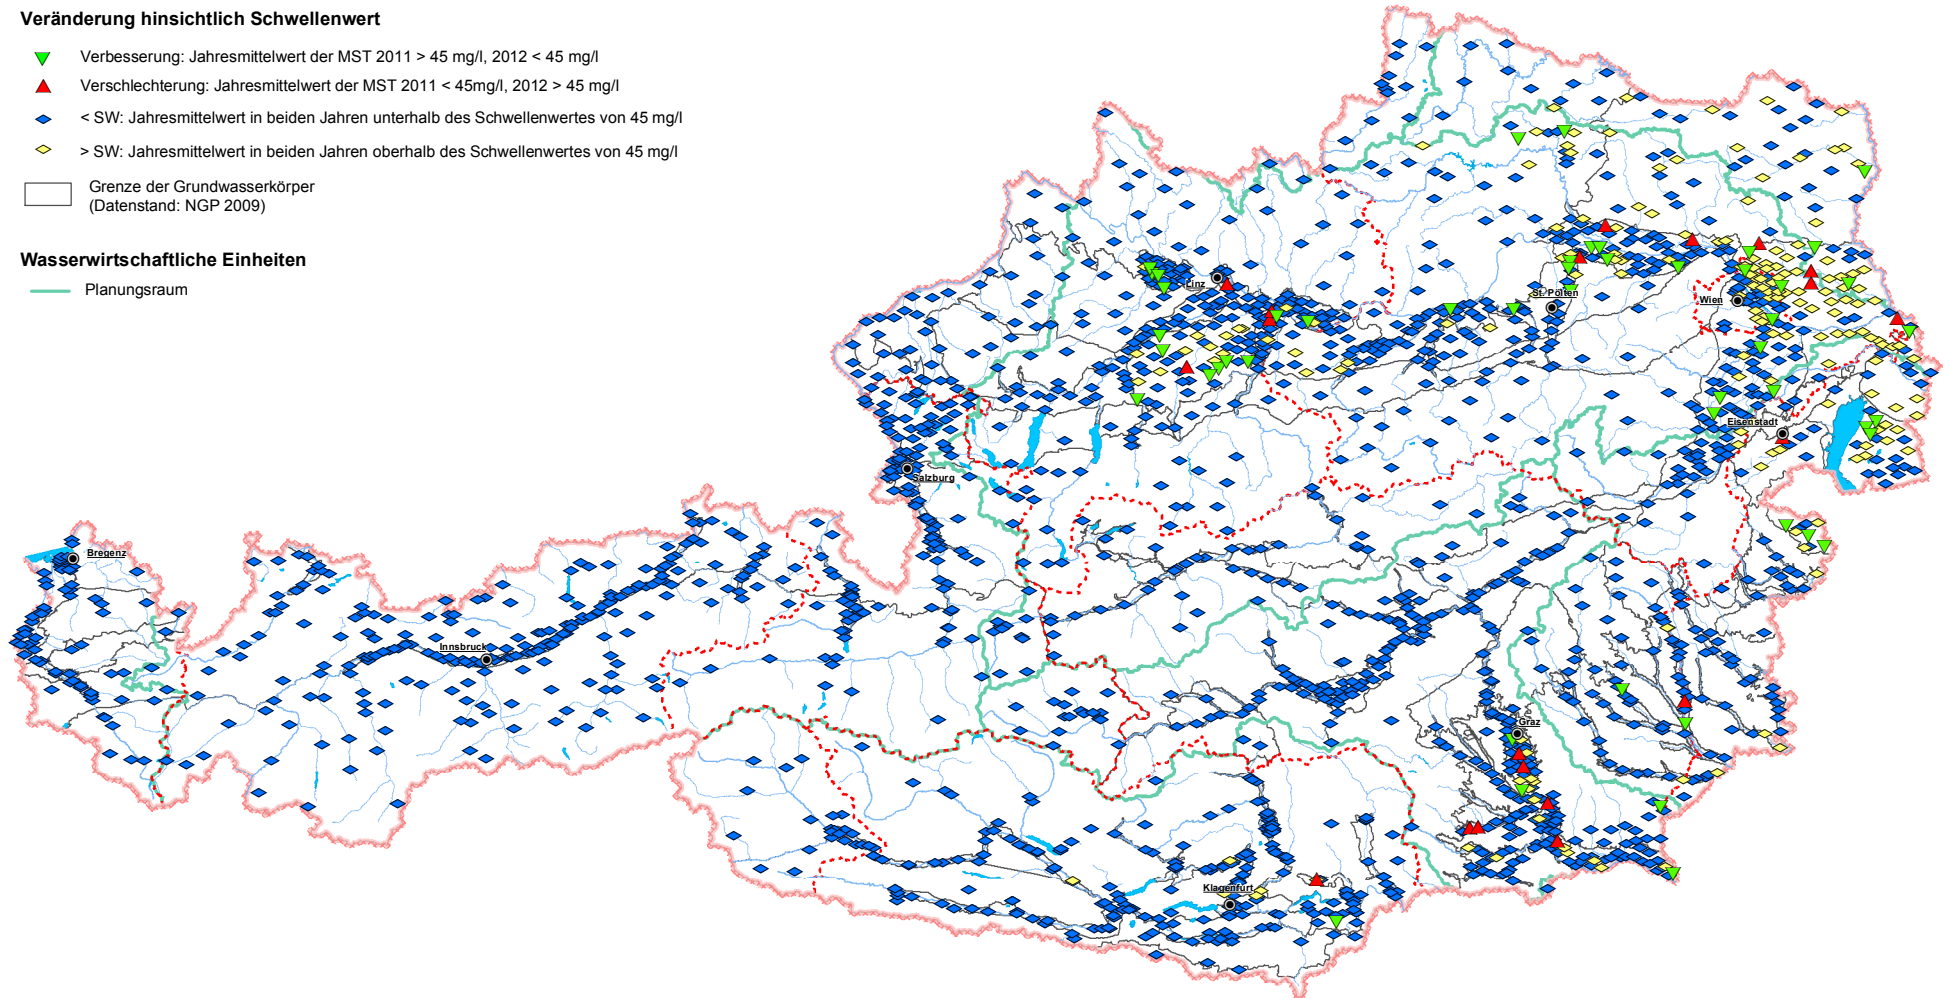 Veränderung hinsichtlich Schwellenwert
Verbesserung: Jahresmittelwert der MST 2011 > 45 mg/l, 2012 < 45 mg/l
Verschlechterung: Jahresmittelwert der MST 2011 < 45mg/l, 2012 > 45 mg/l
< SW: Jahresmittelwert in beiden Jahren unterhalb des Schwellenwertes von 45 mg/l
> SW: Jahresmittelwert in beiden Jahren oberhalb des Schwellenwertes von 45 mg/l
Grenze der Grundwasserkörper
(Datenstand: NGP 2009)
Wasserwirtschaftliche Einheiten
Planungsraum
Linz
St. Pölten
Wien
Eisenstadt
Salzburg
Bregenz
Innsbruck
Graz
Klagenfurt